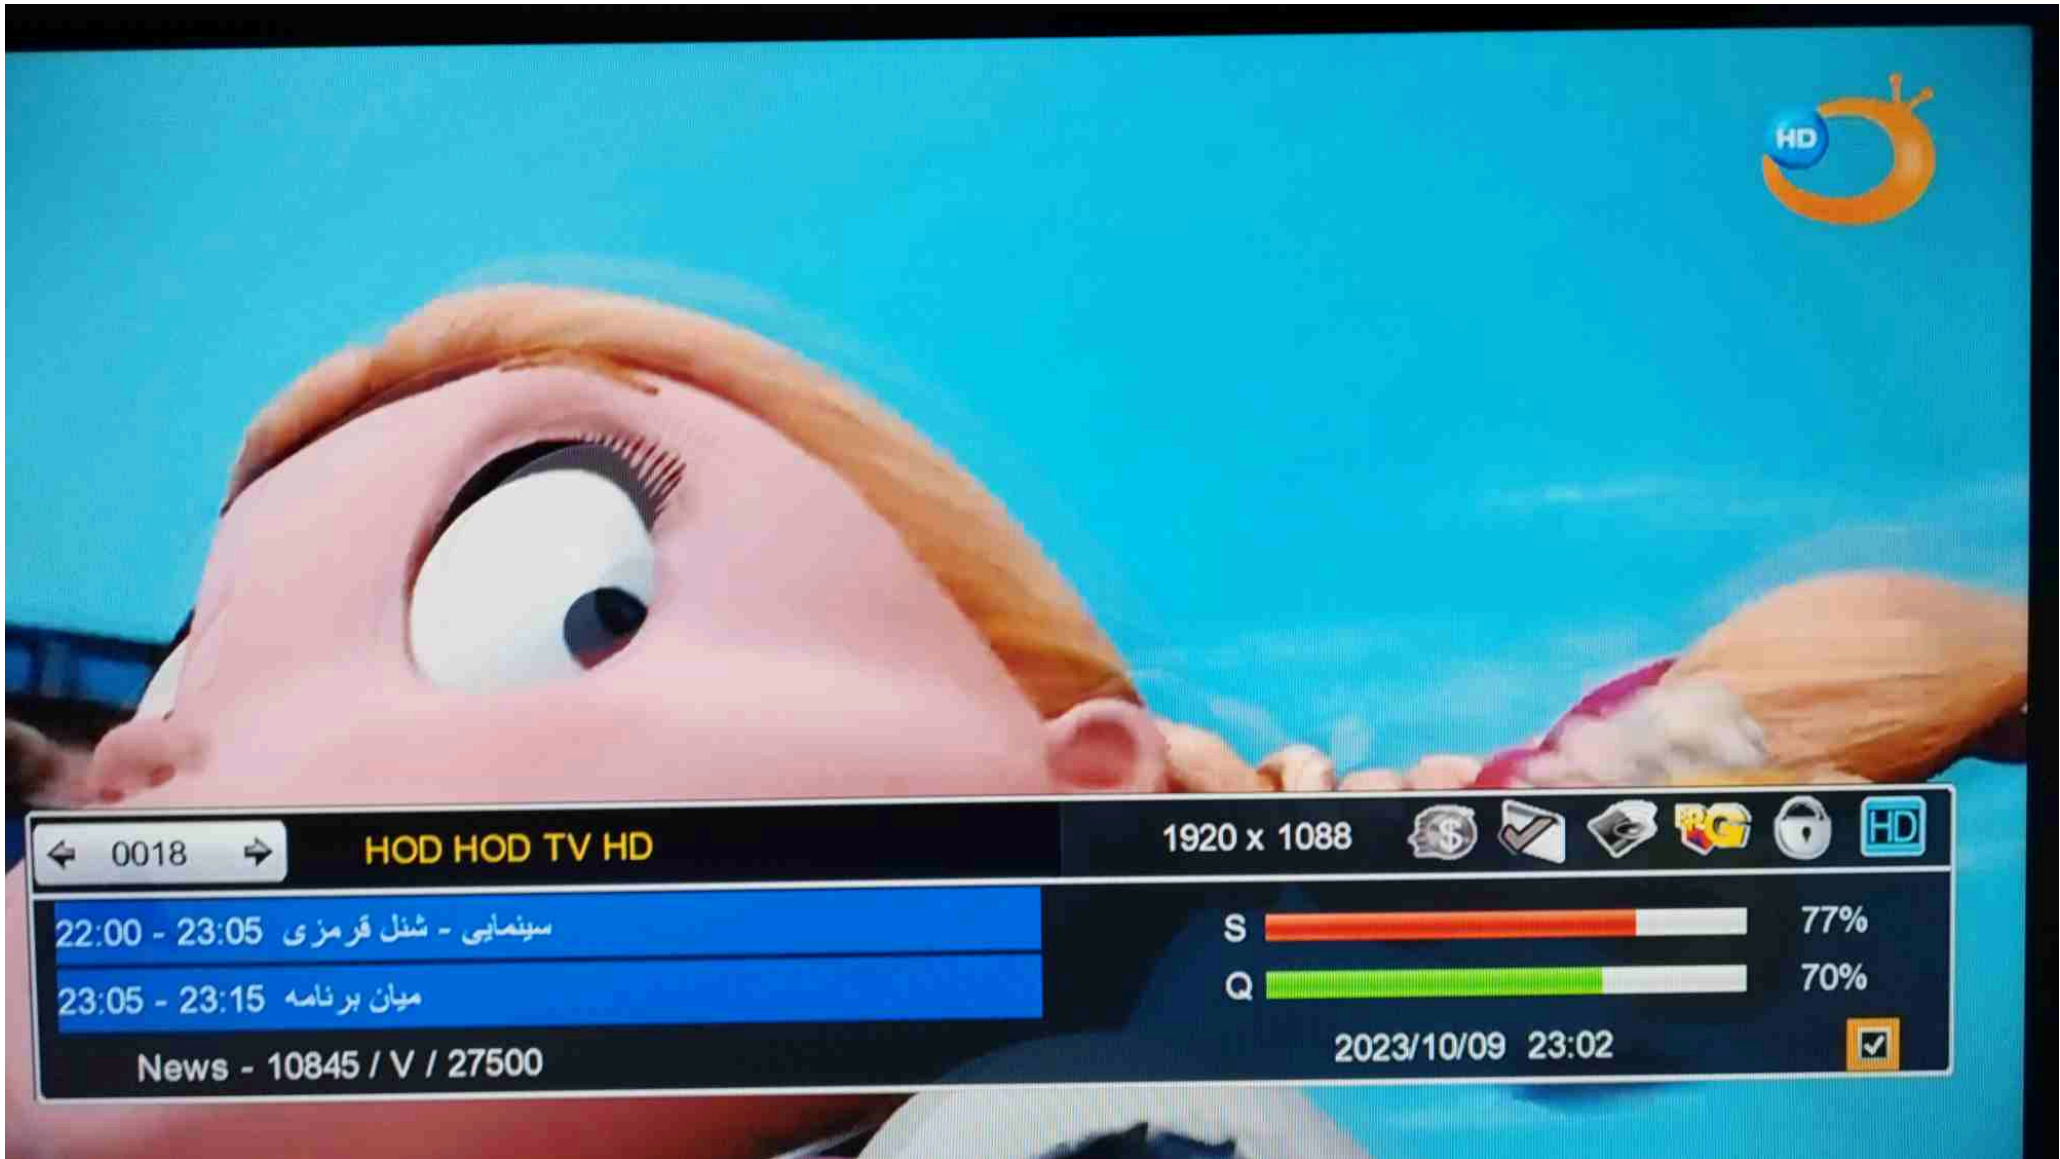 HD
0018 HOD HOD TV HD 1920 x 1088 $ EPG HD
22:00 - 23:05 سینمایی - شنل قرمزی
S 77%
23:05 - 23:15 میان برنامه
Q 70%
News - 10845 / V / 27500
2023/10/09 23:02